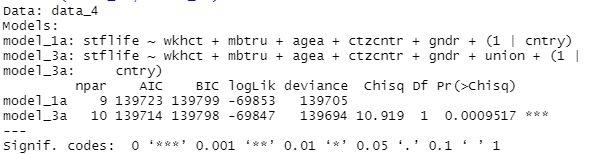 Data: data_4
Models:
model_1a: stflife ~ wkhct + mbtru + agea + ctzcntr + gndr + (1 | cntry)
model_3a: stflife ~ wkhct + mbtru + agea + ctzcntr + gndr + union + (1 |
model_3a:     cntry)
         npar    AIC    BIC logLik deviance  Chisq Df Pr(>Chisq)
model_1a    9 139723 139799 -69853   139705
model_3a   10 139714 139798 -69847   139694 10.919  1  0.0009517 ***
---
Signif. codes:  0 ‘***’ 0.001 ‘**’ 0.01 ‘*’ 0.05 ‘.’ 0.1 ‘ ’ 1